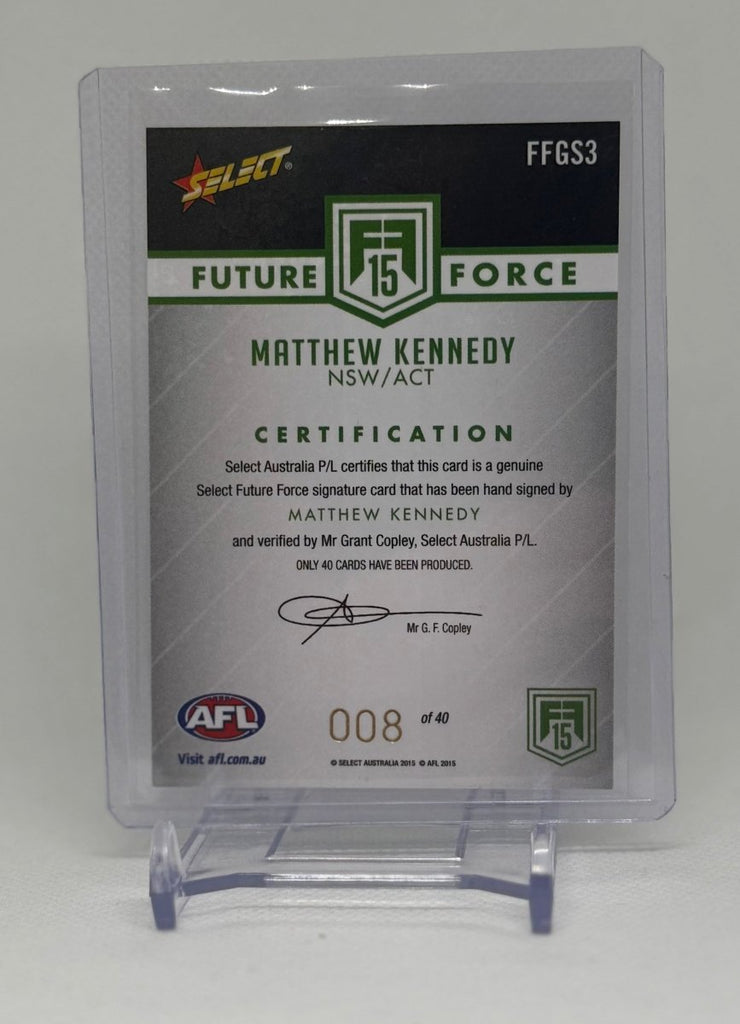 SELECT®
FFGS3
FUTURE FF 15 FORCE
MATTHEW KENNEDY
NSW/ACT
CERTIFICATION
Select Australia P/L certifies that this card is a genuine
Select Future Force signature card that has been hand signed by
MATTHEW KENNEDY
and verified by Mr Grant Copley, Select Australia P/L.
ONLY 40 CARDS HAVE BEEN PRODUCED.
Mr G. F. Copley
AFL
Visit afl.com.au
008 of 40
© SELECT AUSTRALIA 2015 © AFL 2015
FF 15